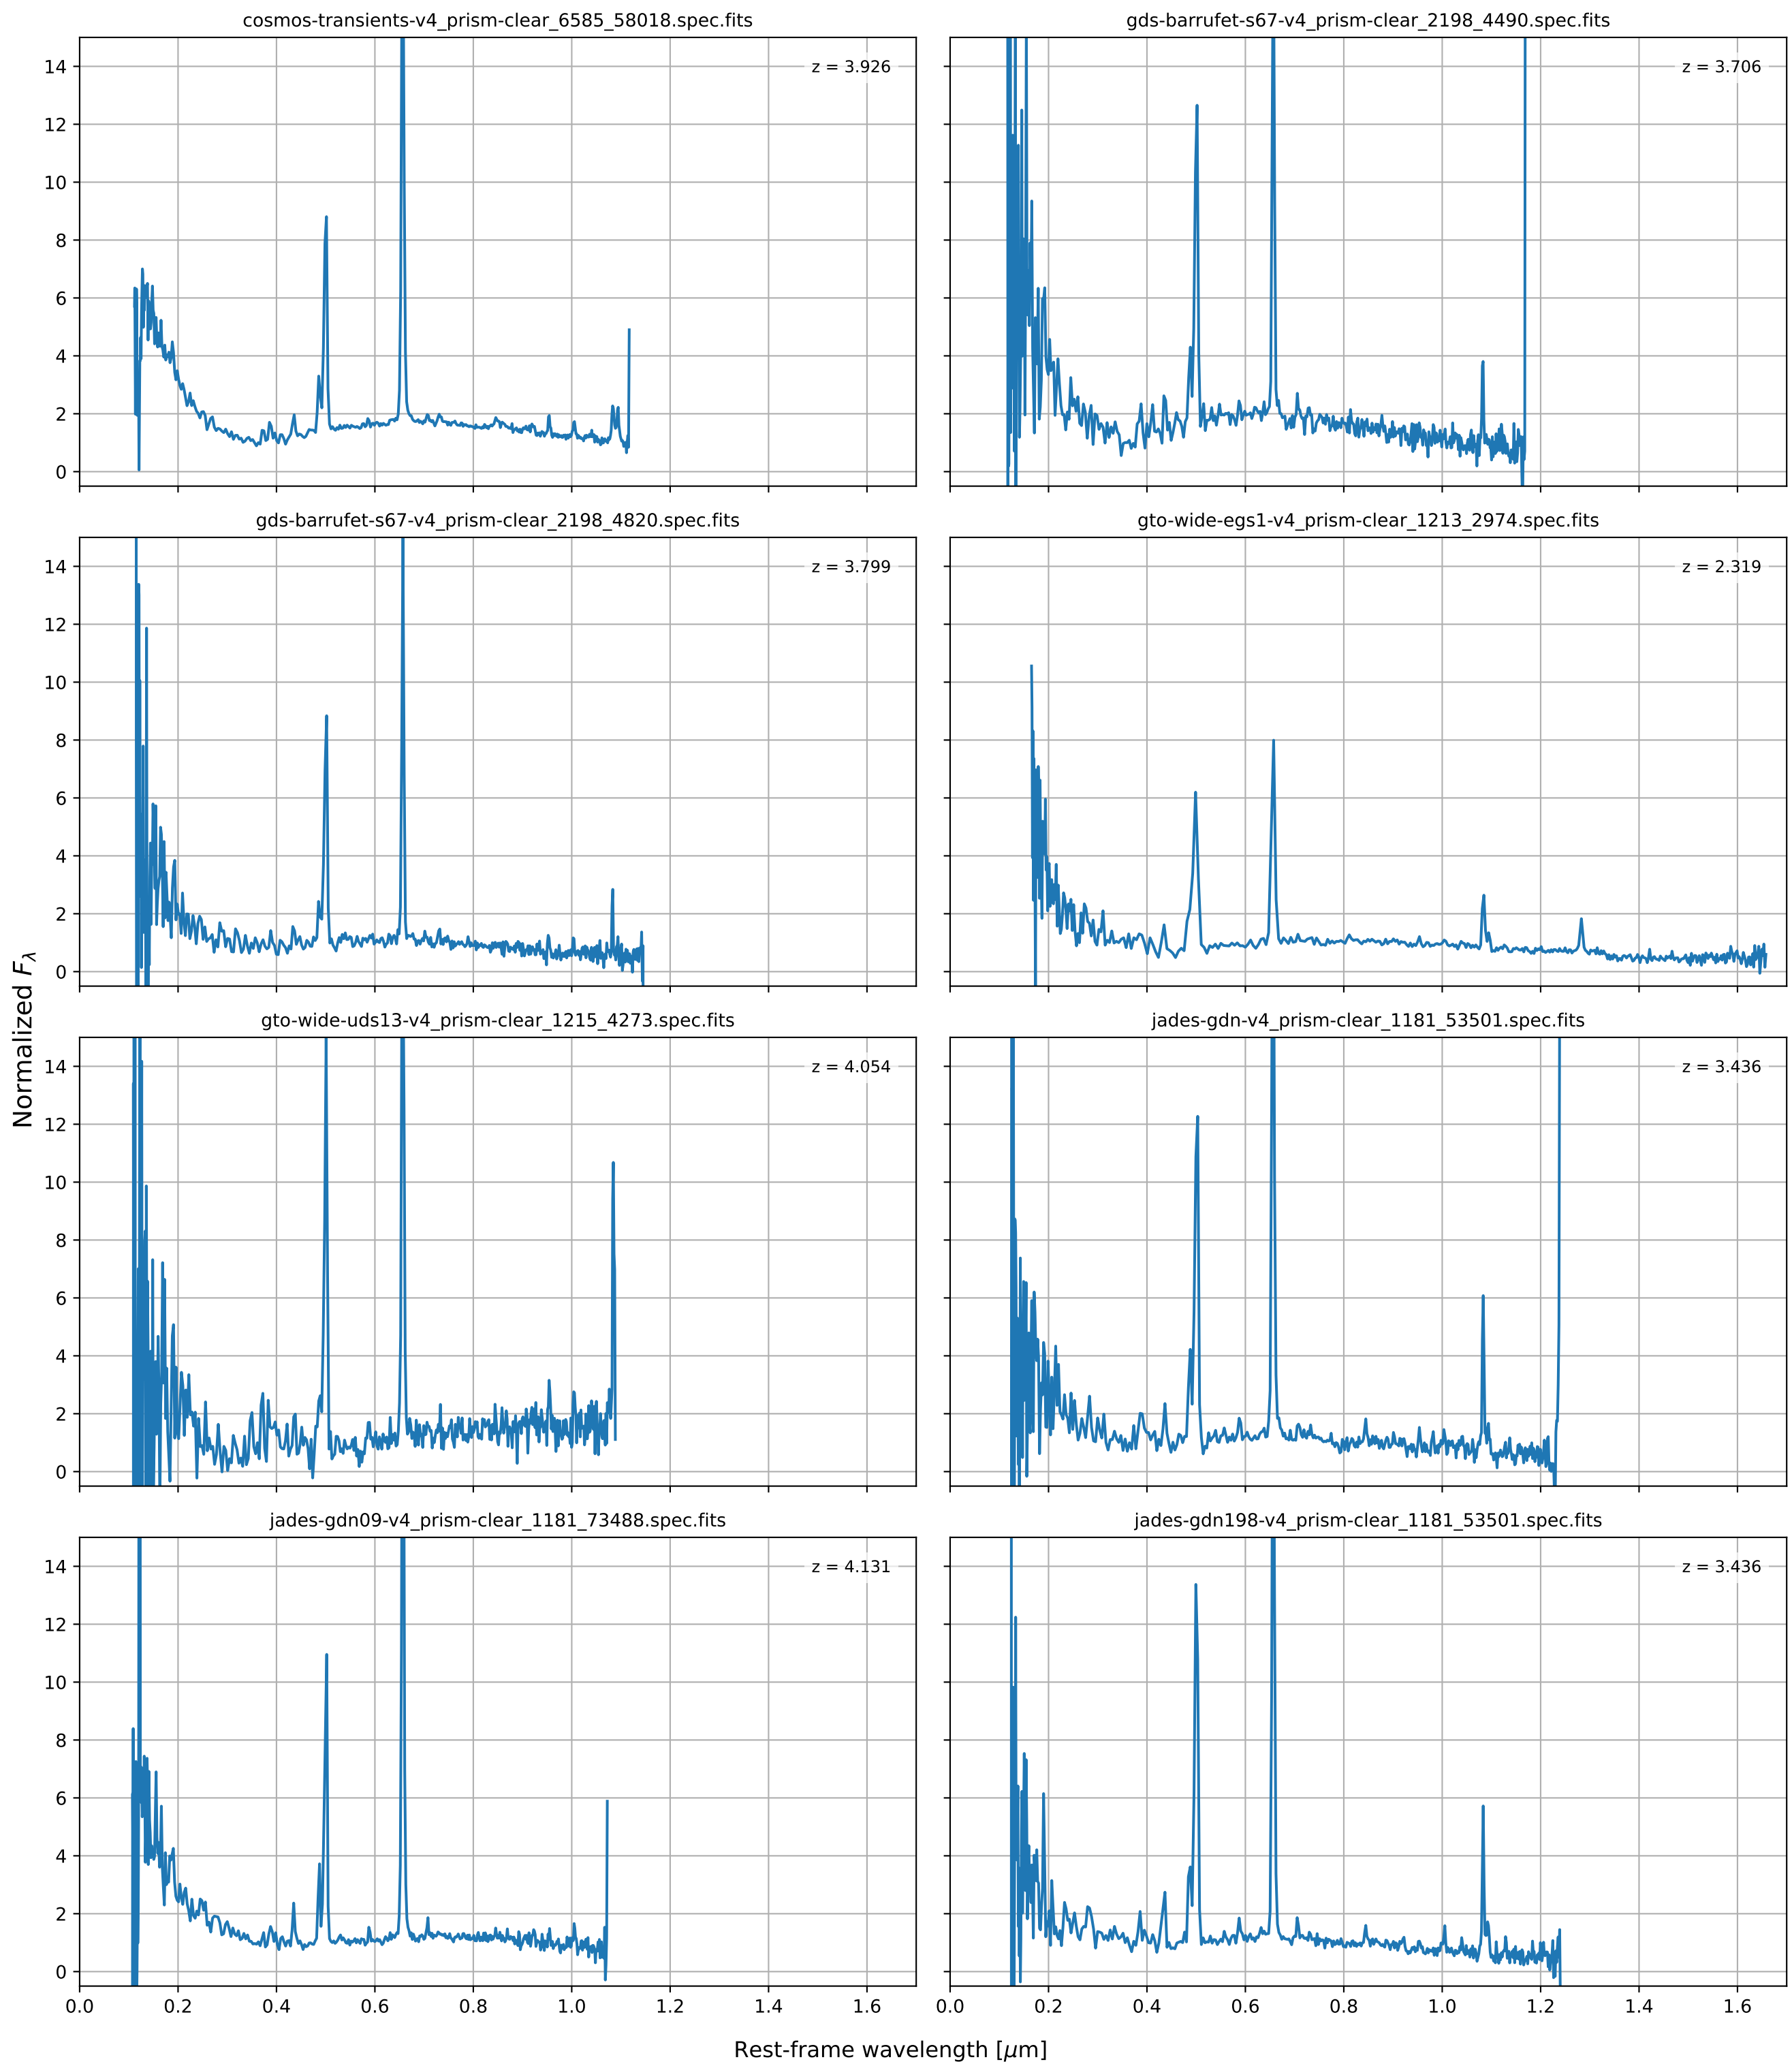 cosmos-transients-v4_prism-clear_6585_58018.spec.fits
z = 3.926
14
12
10
8
6
4
2
0
gds-barrufet-s67-v4_prism-clear_2198_4490.spec.fits
z = 3.706
gds-barrufet-s67-v4_prism-clear_2198_4820.spec.fits
z = 3.799
14
12
10
8
6
4
2
0
gto-wide-egs1-v4_prism-clear_1213_2974.spec.fits
z = 2.319
Normalized Fλ
gto-wide-uds13-v4_prism-clear_1215_4273.spec.fits
z = 4.054
14
12
10
8
6
4
2
0
jades-gdn-v4_prism-clear_1181_53501.spec.fits
z = 3.436
jades-gdn09-v4_prism-clear_1181_73488.spec.fits
z = 4.131
14
12
10
8
6
4
2
0
0.0 0.2 0.4 0.6 0.8 1.0 1.2 1.4 1.6
jades-gdn198-v4_prism-clear_1181_53501.spec.fits
z = 3.436
0.0 0.2 0.4 0.6 0.8 1.0 1.2 1.4 1.6
Rest-frame wavelength [μm]